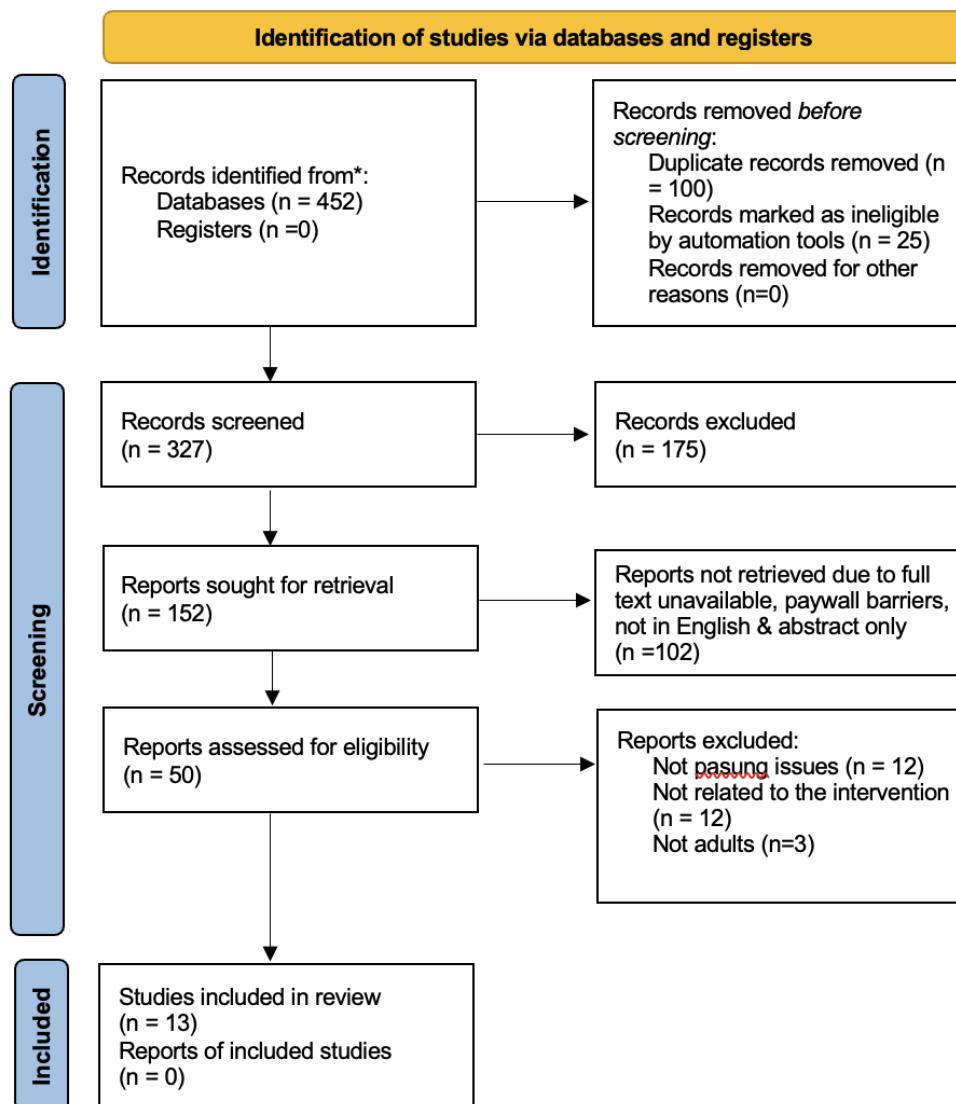 Identification of studies via databases and registers
Identification
Records identified from*:
Databases (n = 452)
Registers (n =0)
Records removed before
screening:
Duplicate records removed (n
= 100)
Records marked as ineligible
by automation tools (n = 25)
Records removed for other
reasons (n=0)
Screening
Records screened
(n = 327)
Records excluded
(n = 175)
Reports sought for retrieval
(n = 152)
Reports not retrieved due to full
text unavailable, paywall barriers,
not in English & abstract only
(n =102)
Reports assessed for eligibility
(n = 50)
Reports excluded:
Not pasung issues (n = 12)
Not related to the intervention
(n = 12)
Not adults (n=3)
Included
Studies included in review
(n = 13)
Reports of included studies
(n = 0)